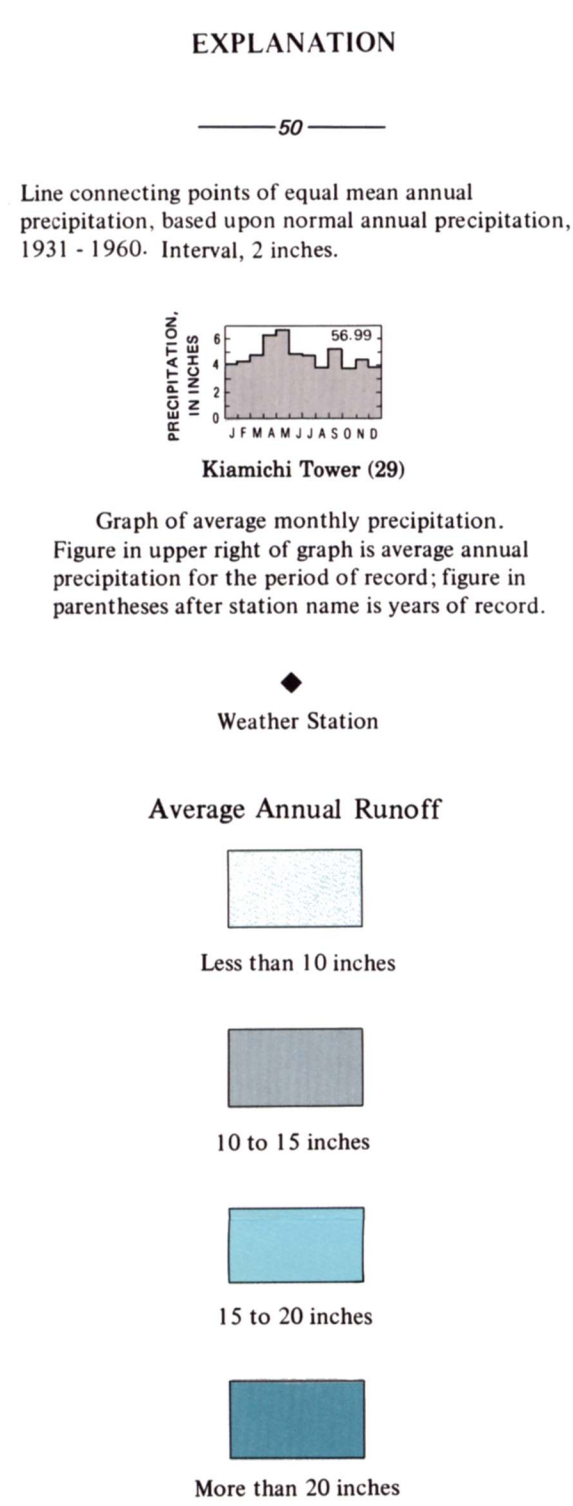 EXPLANATION
50
Line connecting points of equal mean annual
precipitation, based upon normal annual precipitation,
1931 - 1960. Interval, 2 inches.
PRECIPITATION,
IN INCHES
6
4
2
0
56.99
J F M A M J J A S O N D
Kiamichi Tower (29)
Graph of average monthly precipitation.
Figure in upper right of graph is average annual
precipitation for the period of record; figure in
parentheses after station name is years of record.
Weather Station
Average Annual Runoff
Less than 10 inches
10 to 15 inches
15 to 20 inches
More than 20 inches